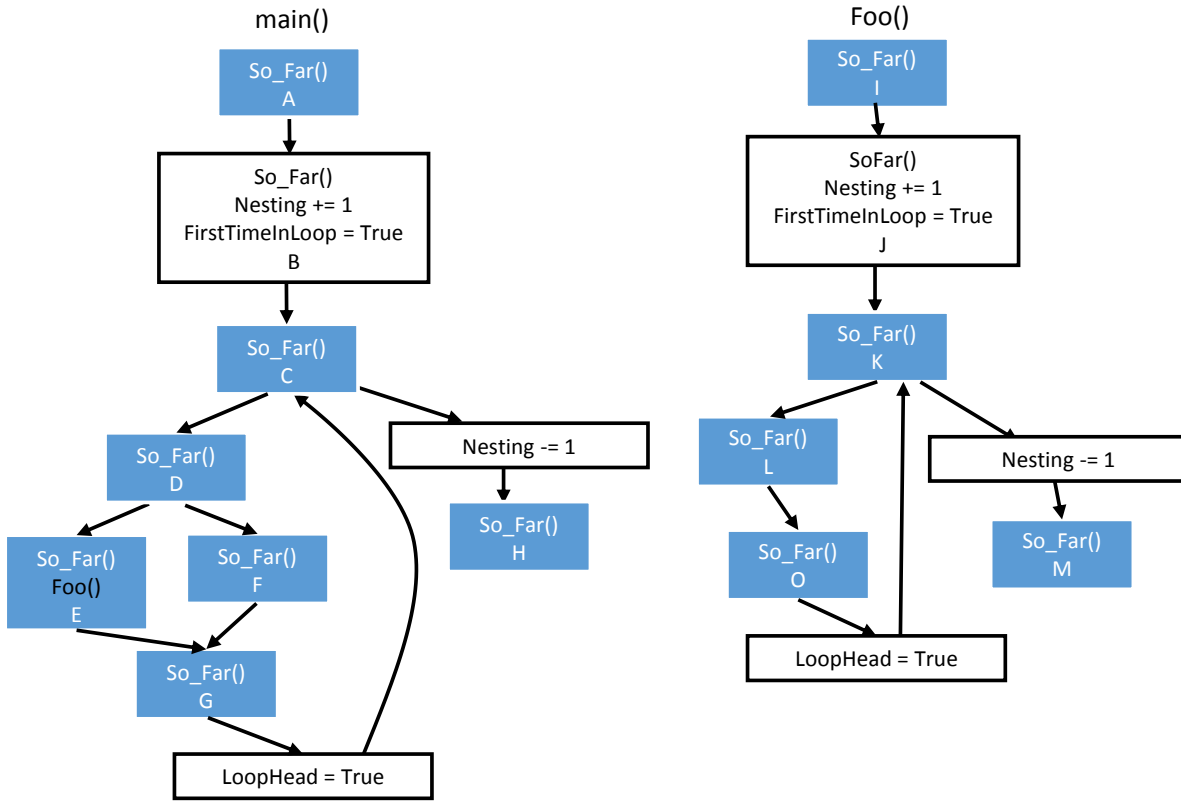 main()
So_Far()
A
So_Far()
Nesting += 1
FirstTimeInLoop = True
B
So_Far()
C
So_Far()
D
Nesting -= 1
So_Far()
H
So_Far()
Foo()
E
So_Far()
F
So_Far()
G
LoopHead = True
Foo()
So_Far()
I
SoFar()
Nesting += 1
FirstTimeInLoop = True
J
So_Far()
K
So_Far()
L
Nesting -= 1
So_Far()
M
So_Far()
O
LoopHead = True